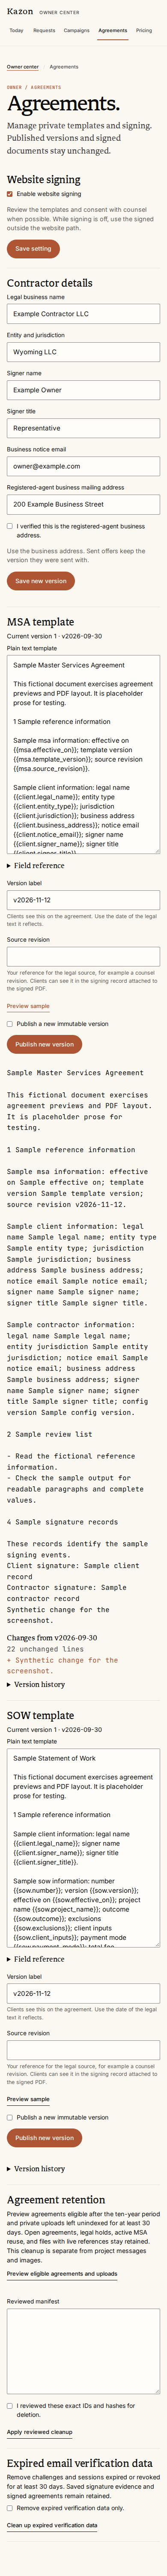 Kazon OWNER CENTER
Today Requests Campaigns Agreements Pricing
Owner center Agreements
OWNER / AGREEMENTS
Agreements.
Manage private templates and signing.
Published versions and signed
documents stay unchanged.
Website signing
Enable website signing
Review the templates and consent with counsel
when possible. While signing is off, use the signed
outside the website path.
Save setting
Contractor details
Legal business name
Example Contractor LLC
Entity and jurisdiction
Wyoming LLC
Signer name
Example Owner
Signer title
Representative
Business notice email
owner@example.com
Registered-agent business mailing address
200 Example Business Street
I verified this is the registered-agent business
address.
Use the business address. Sent offers keep the
version they were sent with.
Save new version
MSA template
Current version 1 · v2026-09-30
Plain text template
Sample Master Services Agreement
This fictional document exercises agreement
previews and PDF layout. It is placeholder
prose for testing.
1 Sample reference information
Sample msa information: effective on
{{msa.effective_on}}; template version
{{msa.template_version}}; source revision
{{msa.source_revision}}.
Sample client information: legal name
{{client.legal_name}}; entity type
{{client.entity_type}}; jurisdiction
{{client.jurisdiction}}; business address
{{client.business_address}}; notice email
{{client.notice_email}}; signer name
{{client.signer_name}}; signer title
{{client.signer_title}}.
Field reference
Version label
v2026-11-12
Clients see this on the agreement. Use the date of the legal
text it reflects.
Source revision
Your reference for the legal source, for example a counsel
revision. Clients can see it in the signing record attached to
the signed PDF.
Preview sample
Publish a new immutable version
Publish new version
Sample Master Services Agreement
This fictional document exercises
agreement previews and PDF layout.
It is placeholder prose for
testing.
1 Sample reference information
Sample msa information: effective
on Sample effective on; template
version Sample template version;
source revision v2026-11-12.
Sample client information: legal
name Sample legal name; entity type
Sample entity type; jurisdiction
Sample jurisdiction; business
address Sample business address;
notice email Sample notice email;
signer name Sample signer name;
signer title Sample signer title.
Sample contractor information:
legal name Sample legal name;
entity jurisdiction Sample entity
jurisdiction; notice email Sample
notice email; business address
Sample business address; signer
name Sample signer name; signer
title Sample signer title; config
version Sample config version.
2 Sample review list
- Read the fictional reference
information.
- Check the sample output for
readable paragraphs and complete
values.
4 Sample signature records
These records identify the sample
signing events.
Client signature: Sample client
record
Contractor signature: Sample
contractor record
Synthetic change for the
screenshot.
Changes from v2026-09-30
22 unchanged lines
+ Synthetic change for the
screenshot.
Version history
SOW template
Current version 1 · v2026-09-30
Plain text template
Sample Statement of Work
This fictional document exercises agreement
previews and PDF layout. It is placeholder
prose for testing.
1 Sample reference information
Sample client information: legal name
{{client.legal_name}}; signer name
{{client.signer_name}}; signer title
{{client.signer_title}}.
Sample sow information: number
{{sow.number}}; version {{sow.version}};
effective on {{sow.effective_on}}; project
name {{sow.project_name}}; outcome
{{sow.outcome}}; exclusions
{{sow.exclusions}}; client inputs
{{sow.client_inputs}}; payment mode
{{sow.payment_mode}}; total fee
Field reference
Version label
v2026-11-12
Clients see this on the agreement. Use the date of the legal
text it reflects.
Source revision
Your reference for the legal source, for example a counsel
revision. Clients can see it in the signing record attached to
the signed PDF.
Preview sample
Publish a new immutable version
Publish new version
Version history
Agreement retention
Preview agreements eligible after the ten-year period
and private uploads left unindexed for at least 30
days. Open agreements, legal holds, active MSA
reuse, and files with live references stay retained.
This cleanup is separate from project messages
and images.
Preview eligible agreements and uploads
Reviewed manifest
I reviewed these exact IDs and hashes for
deletion.
Apply reviewed cleanup
Expired email verification data
Remove challenges and sessions expired or revoked
for at least 30 days. Saved signature evidence and
signed agreements remain retained.
Remove expired verification data only.
Clean up expired verification data